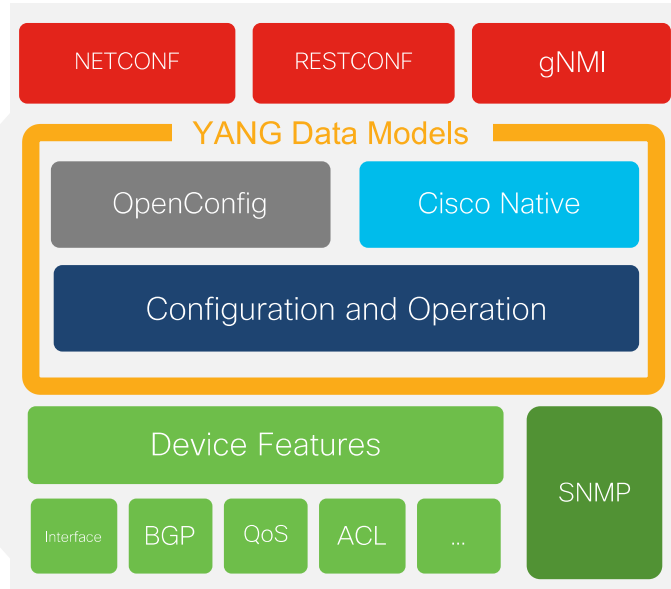 NETCONF
RESTCONF
gNMI
YANG Data Models
OpenConfig
Cisco Native
Configuration and Operation
Device Features
SNMP
Interface
BGP
QoS
ACL
...